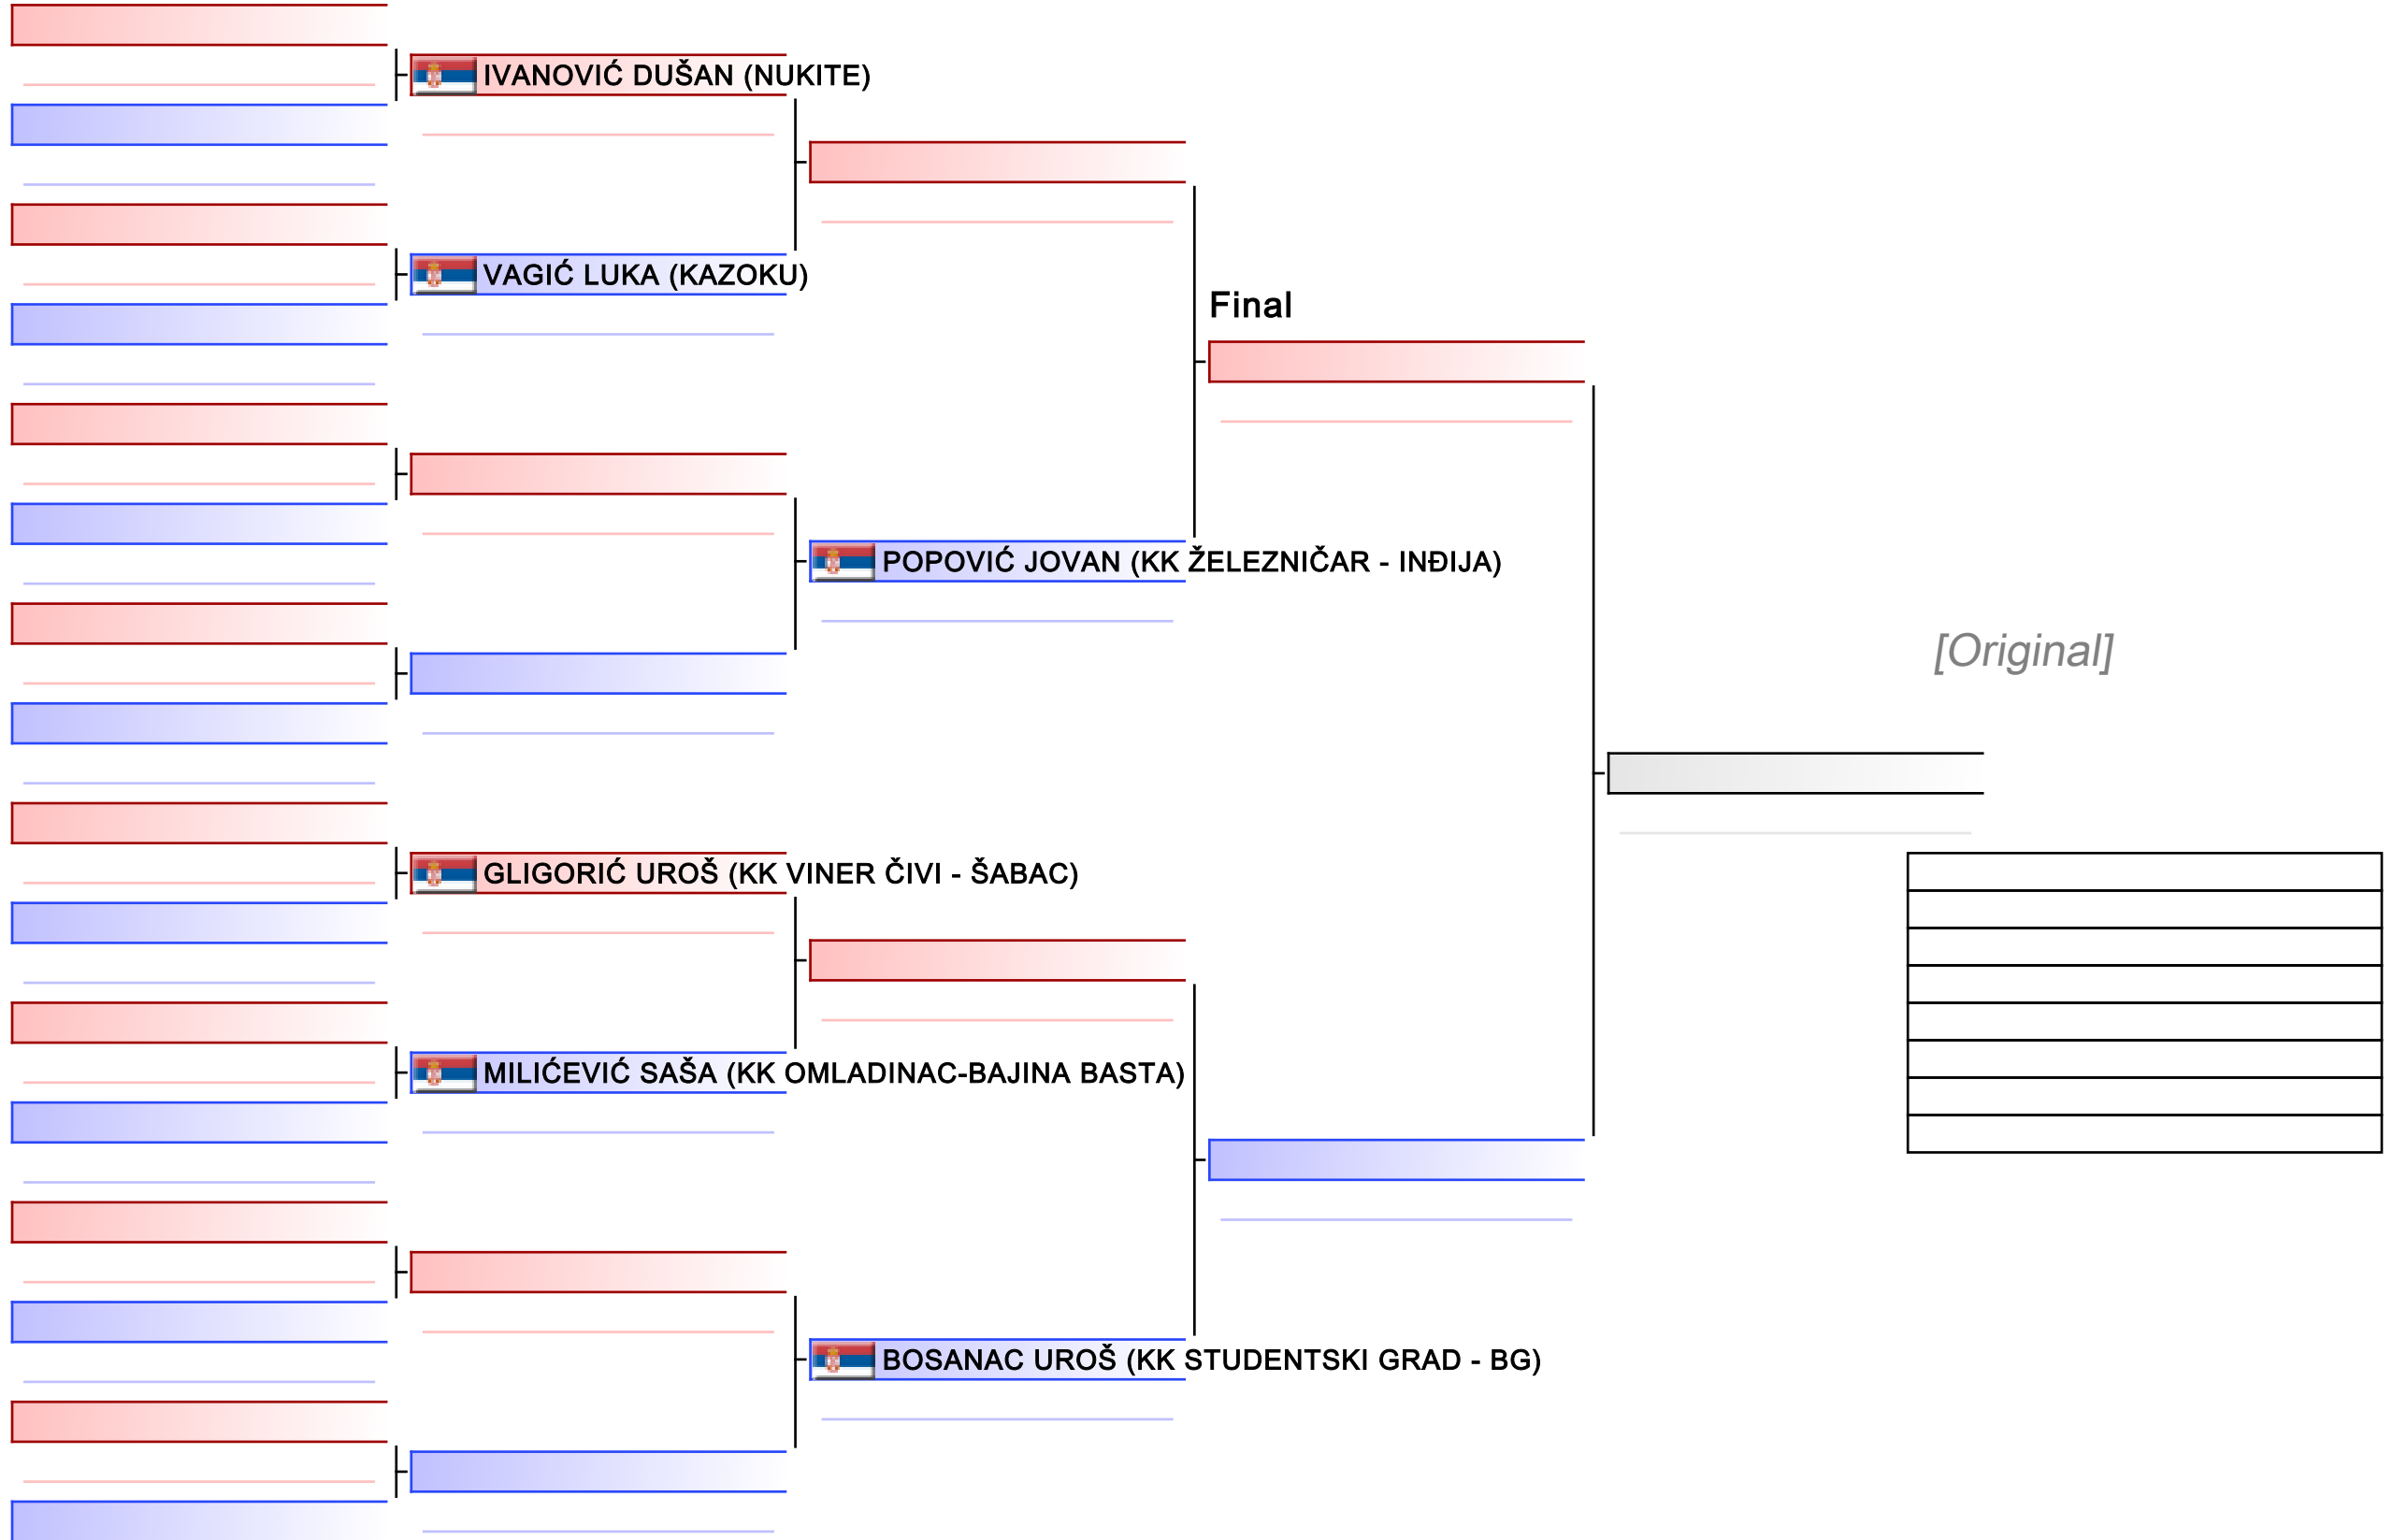 IVANOVIĆ DUŠAN (NUKITE)
VAGIĆ LUKA (KAZOKU)
Final
POPOVIĆ JOVAN (KK ŽELEZNIČAR - INĐIJA)
[Original]
GLIGORIĆ UROŠ (KK VINER ČIVI - ŠABAC)
MILIĆEVIĆ SAŠA (KK OMLADINAC-BAJINA BASTA)
BOSANAC UROŠ (KK STUDENTSKI GRAD - BG)